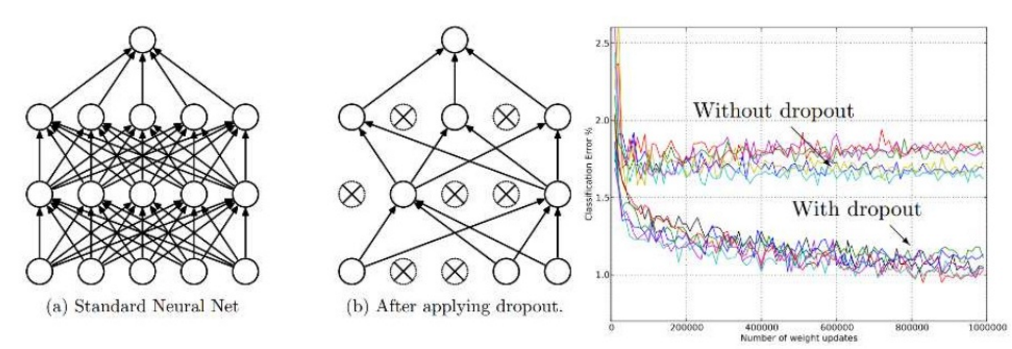 (a) Standard Neural Net
(b) After applying dropout.
Classification Error %
2.5
2.0
1.5
1.0
Without dropout
With dropout
0 200000 400000 600000 800000 1000000
Number of weight updates